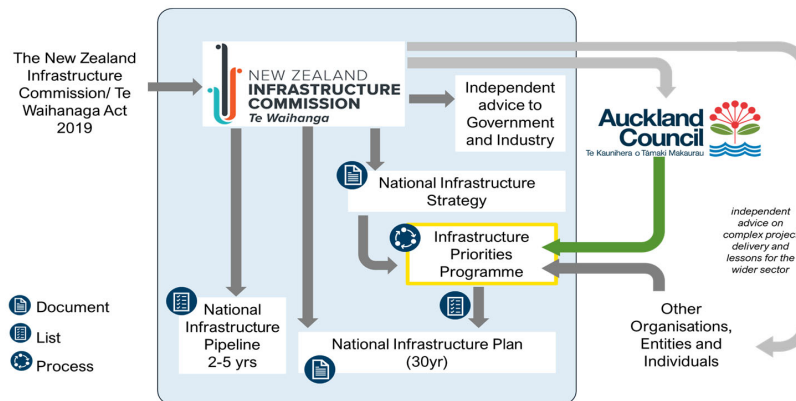 The New Zealand
Infrastructure
Commission/ Te
Waihanaga Act
2019
NEW ZEALAND
INFRASTRUCTURE
COMMISSION
Te Waihanga
Independent
advice to
Government
and Industry
Auckland
Council
Te Kaunihera o Tāmaki Makaurau
National Infrastructure
Strategy
Infrastructure
Priorities
Programme
independent
advice on
complex project
delivery and
lessons for the
wider sector
Document
List
Process
National
Infrastructure
Pipeline
2-5 yrs
National Infrastructure Plan
(30yr)
Other
Organisations,
Entities and
Individuals